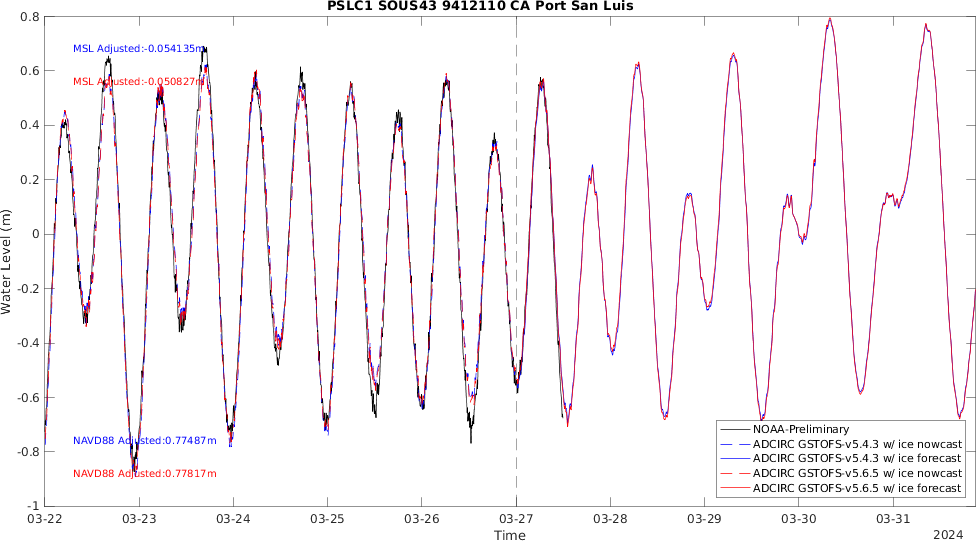 PSLC1 SOUS43 9412110 CA Port San Luis
0.8
MSL Adjusted:-0.054135m
0.6
MSL Adjusted:-0.050827m
0.4
0.2
0
Water Level (m)
-0.2
-0.4
-0.6
-0.8
-1
NAVD88 Adjusted:0.77487m
NAVD88 Adjusted:0.77817m
NOAA-Preliminary
ADCIRC GSTOFS-v5.4.3 w/ ice nowcast
ADCIRC GSTOFS-v5.4.3 w/ ice forecast
ADCIRC GSTOFS-v5.6.5 w/ ice nowcast
ADCIRC GSTOFS-v5.6.5 w/ ice forecast
03-22 03-23 03-24 03-25 03-26 03-27 03-28 03-29 03-30 03-31
Time
2024